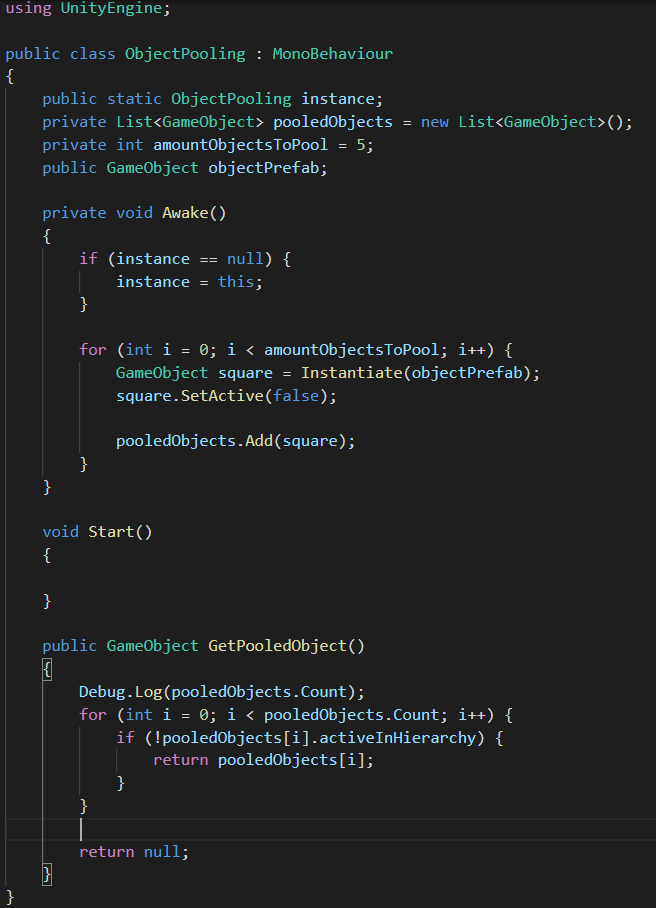 using UnityEngine;
public class ObjectPooling : MonoBehaviour
{
    public static ObjectPooling instance;
    private List<GameObject> pooledObjects = new List<GameObject>();
    private int amountObjectsToPool = 5;
    public GameObject objectPrefab;
    private void Awake()
    {
        if (instance == null) {
            instance = this;
        }
        for (int i = 0; i < amountObjectsToPool; i++) {
            GameObject square = Instantiate(objectPrefab);
            square.SetActive(false);
            pooledObjects.Add(square);
        }
    }
    void Start()
    {
    }
    public GameObject GetPooledObject()
    {
        Debug.Log(pooledObjects.Count);
        for (int i = 0; i < pooledObjects.Count; i++) {
            if (!pooledObjects[i].activeInHierarchy) {
                return pooledObjects[i];
            }
        }
        return null;
    }
}